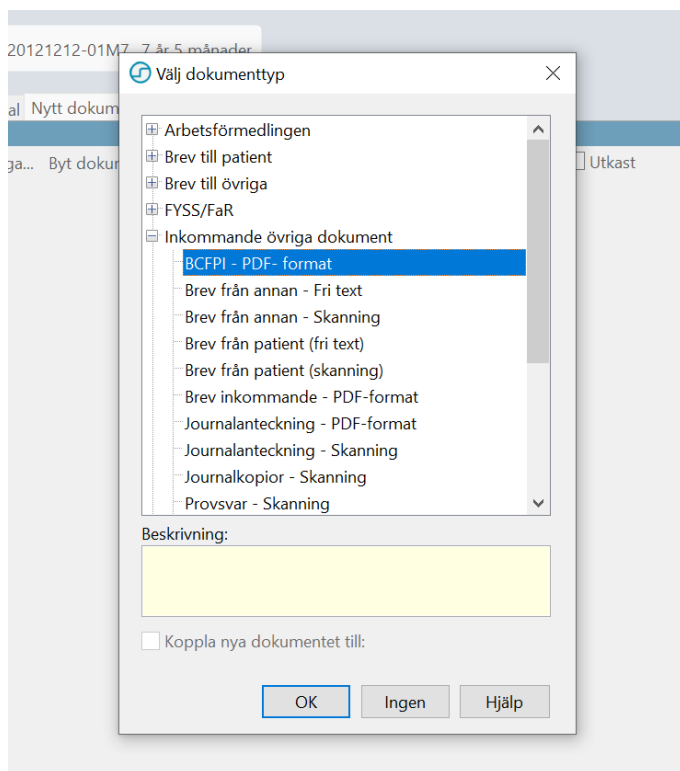 20121212-01M7 7 år 5 månader
Välj dokumenttyp
al Nytt dokum
ga... Byt dokur
Utkast
Arbetsförmedlingen
Brev till patient
Brev till övriga
FYSS/FaR
Inkommande övriga dokument
BCFPI - PDF- format
Brev från annan - Fri text
Brev från annan - Skanning
Brev från patient (fri text)
Brev från patient (skanning)
Brev inkommande - PDF-format
Journalanteckning - PDF-format
Journalanteckning - Skanning
Journalkopior - Skanning
Provsvar - Skanning
Beskrivning:
Koppla nya dokumentet till:
OK Ingen Hjälp